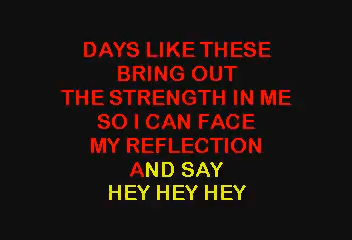 DAYS LIKE THESE
BRING OUT
THE STRENGTH IN ME
SO I CAN FACE
MY REFLECTION
AND SAY
HEY HEY HEY